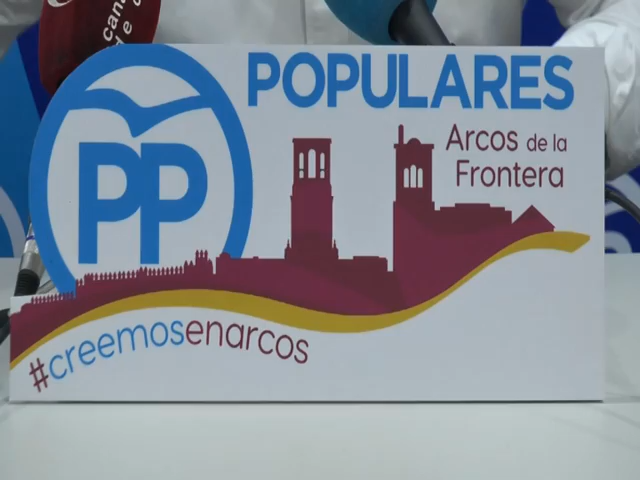 POPULARES
PP
Arcos de la
Frontera
#creemosenarcos